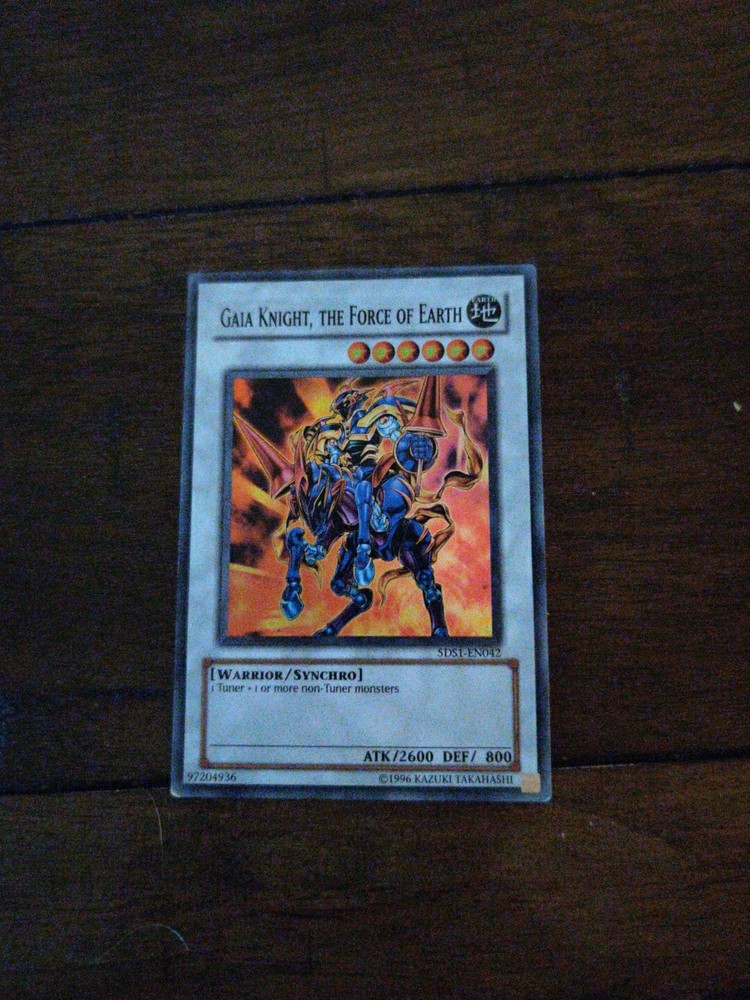 GAIA KNIGHT, THE FORCE OF EARTH
EARTH
地
5DS1-EN042
[WARRIOR/SYNCHRO]
1 Tuner + 1 or more non-Tuner monsters
ATK/2600 DEF/ 800
97204936
©1996 KAZUKI TAKAHASHI